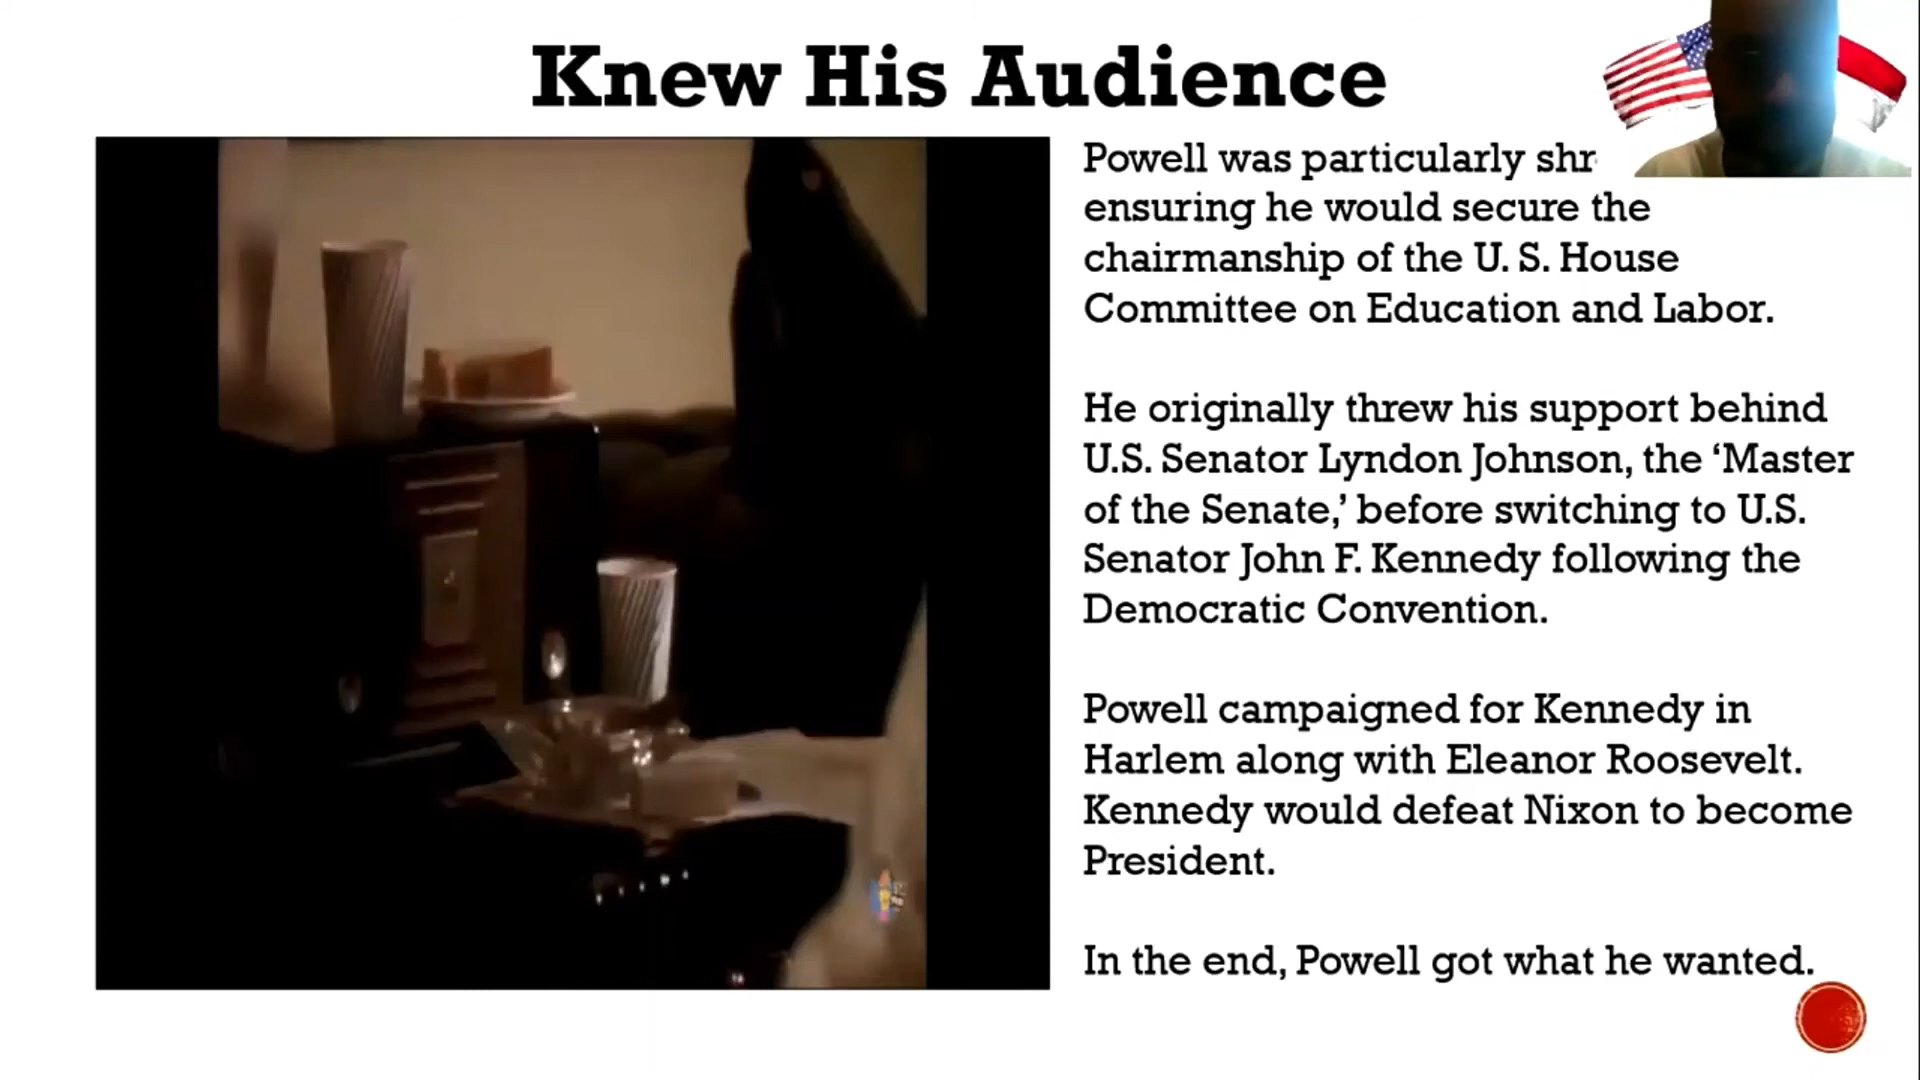 Knew His Audience
Powell was particularly
ensuring he would secure the
chairmanship of the U. S. House
Committee on Education and Labor.
He originally threw his support behind
U.S. Senator Lyndon Johnson, the ‘Master
of the Senate,’ before switching to U.S.
Senator John F. Kennedy following the
Democratic Convention.
Powell campaigned for Kennedy in
Harlem along with Eleanor Roosevelt.
Kennedy would defeat Nixon to become
President.
In the end, Powell got what he wanted.